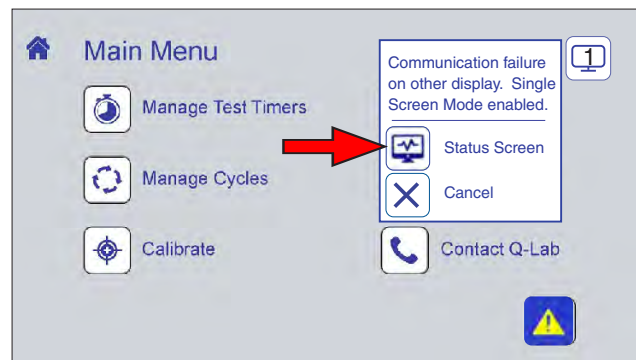 Main Menu
1
Communication failure
on other display.  Single
Screen Mode enabled.
Manage Test Timers
Status Screen
Manage Cycles
Cancel
Calibrate
Contact Q-Lab